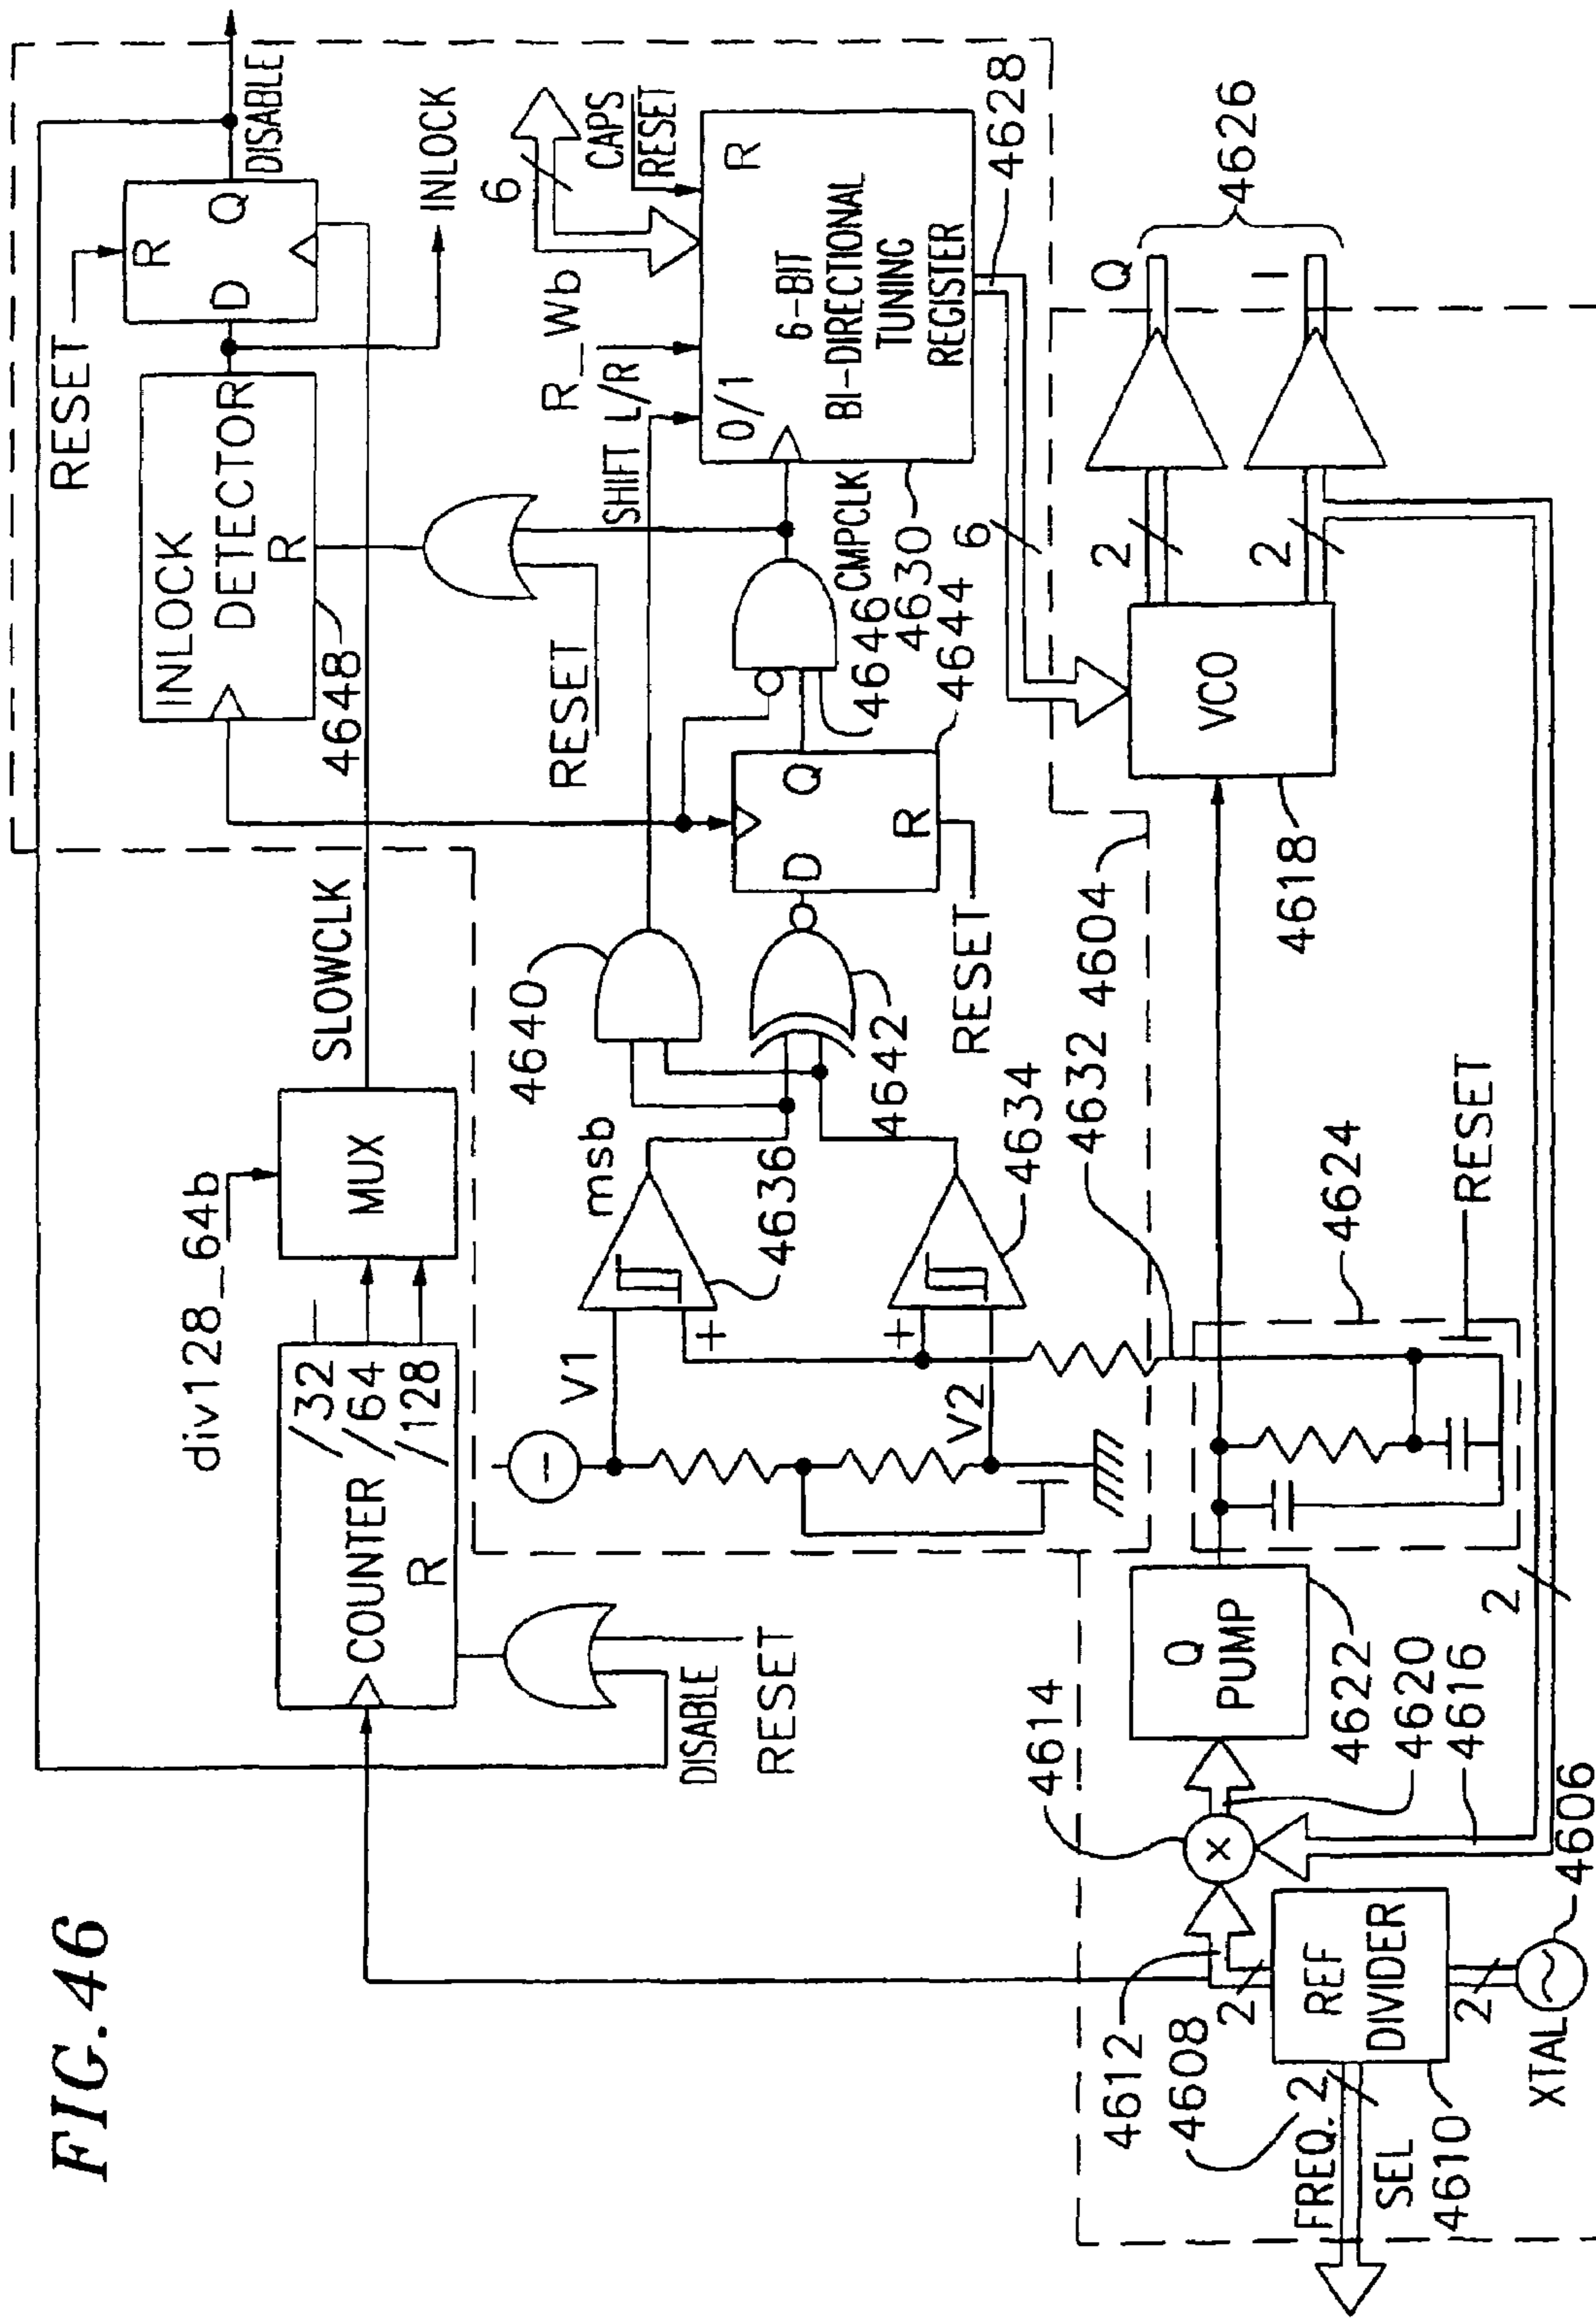 FIG. 46
RESET
DISABLE
R
D
Q
INLOCK
DETECTOR
R
4648
INLOCK
SLOWCLK
div128_64b
MUX
COUNTER
/32
/64
/128
R
DISABLE
RESET
4640
msb
4636
V1
+
4642
4634
+
V2
4632
4604
D
Q
R
RESET
RESET
4646
CMPCLK
4630
4644
SHIFT L/R
R_Wb
6
CAPS
RESET
0/1
R
6-BIT
BI-DIRECTIONAL
TUNING
REGISTER
4628
6
VCO
4618
2
2
Q
I
4626
4624
RESET
Q
PUMP
4622
4620
4616
4614
X
2
4612
4608
2
REF
DIVIDER
FREQ.
SEL
2
4610
2
XTAL
4606